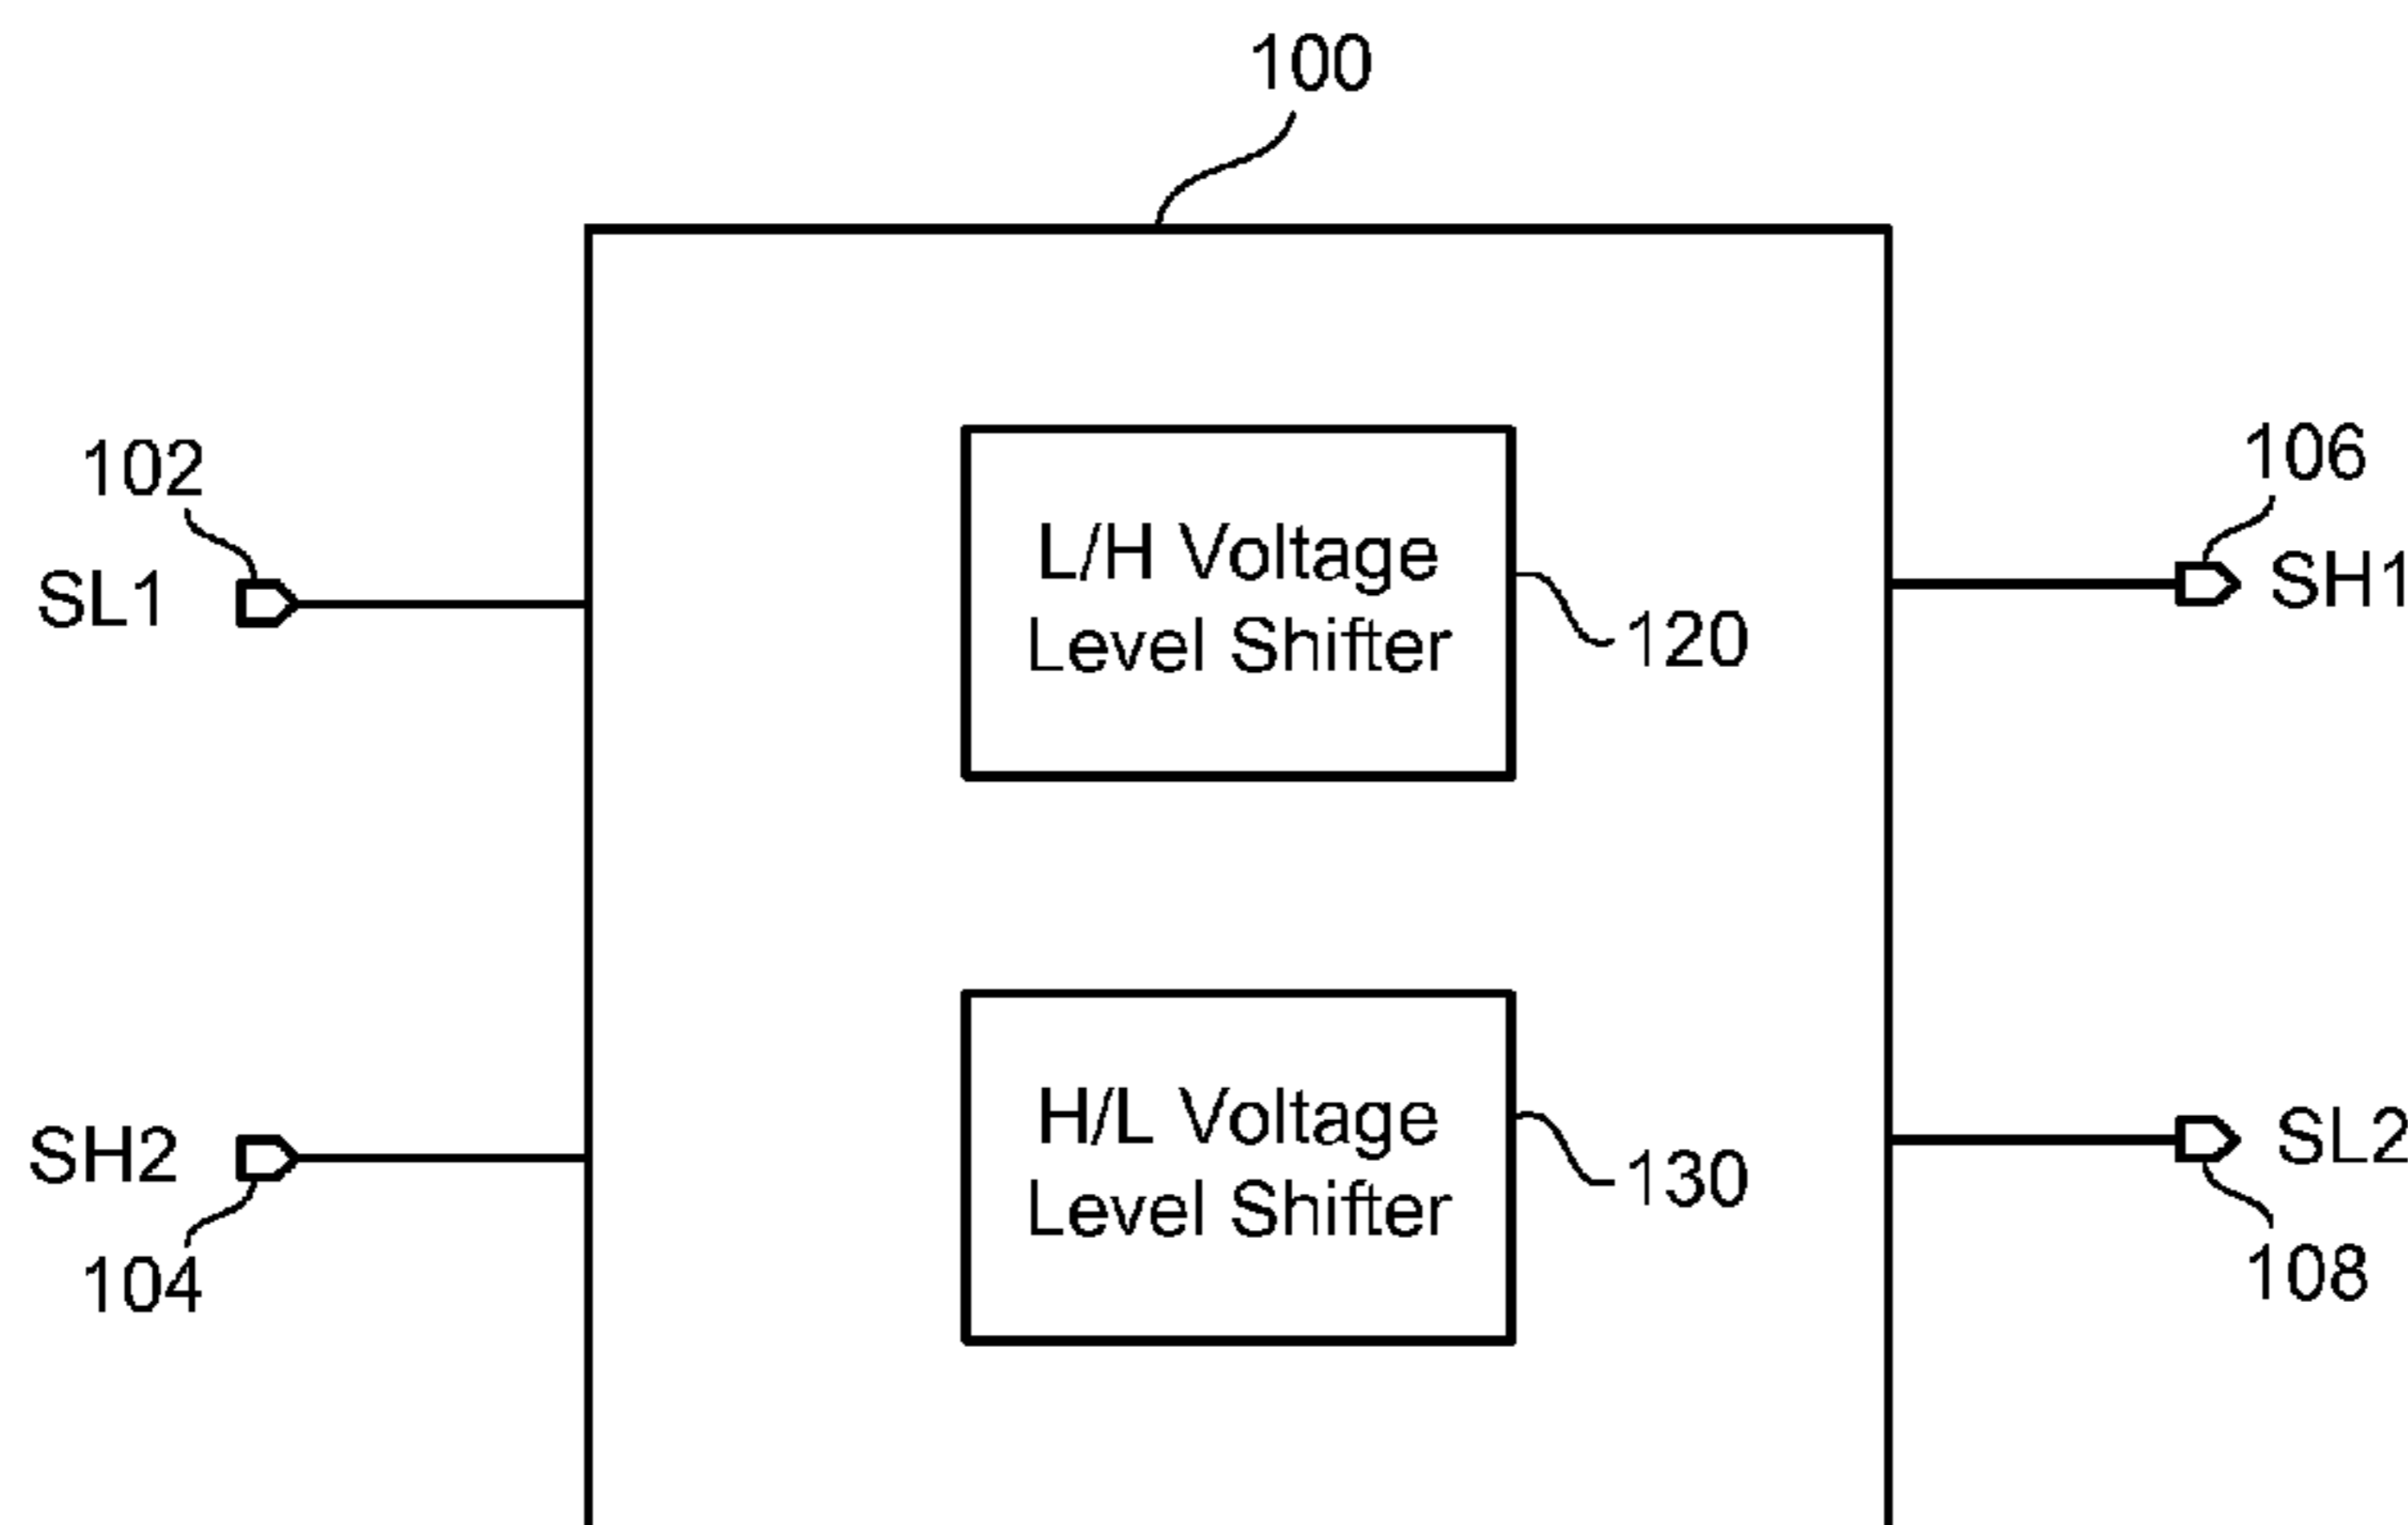 100
102
SL1
L/H Voltage
Level Shifter
120
106
SH1
SH2
104
H/L Voltage
Level Shifter
130
SL2
108